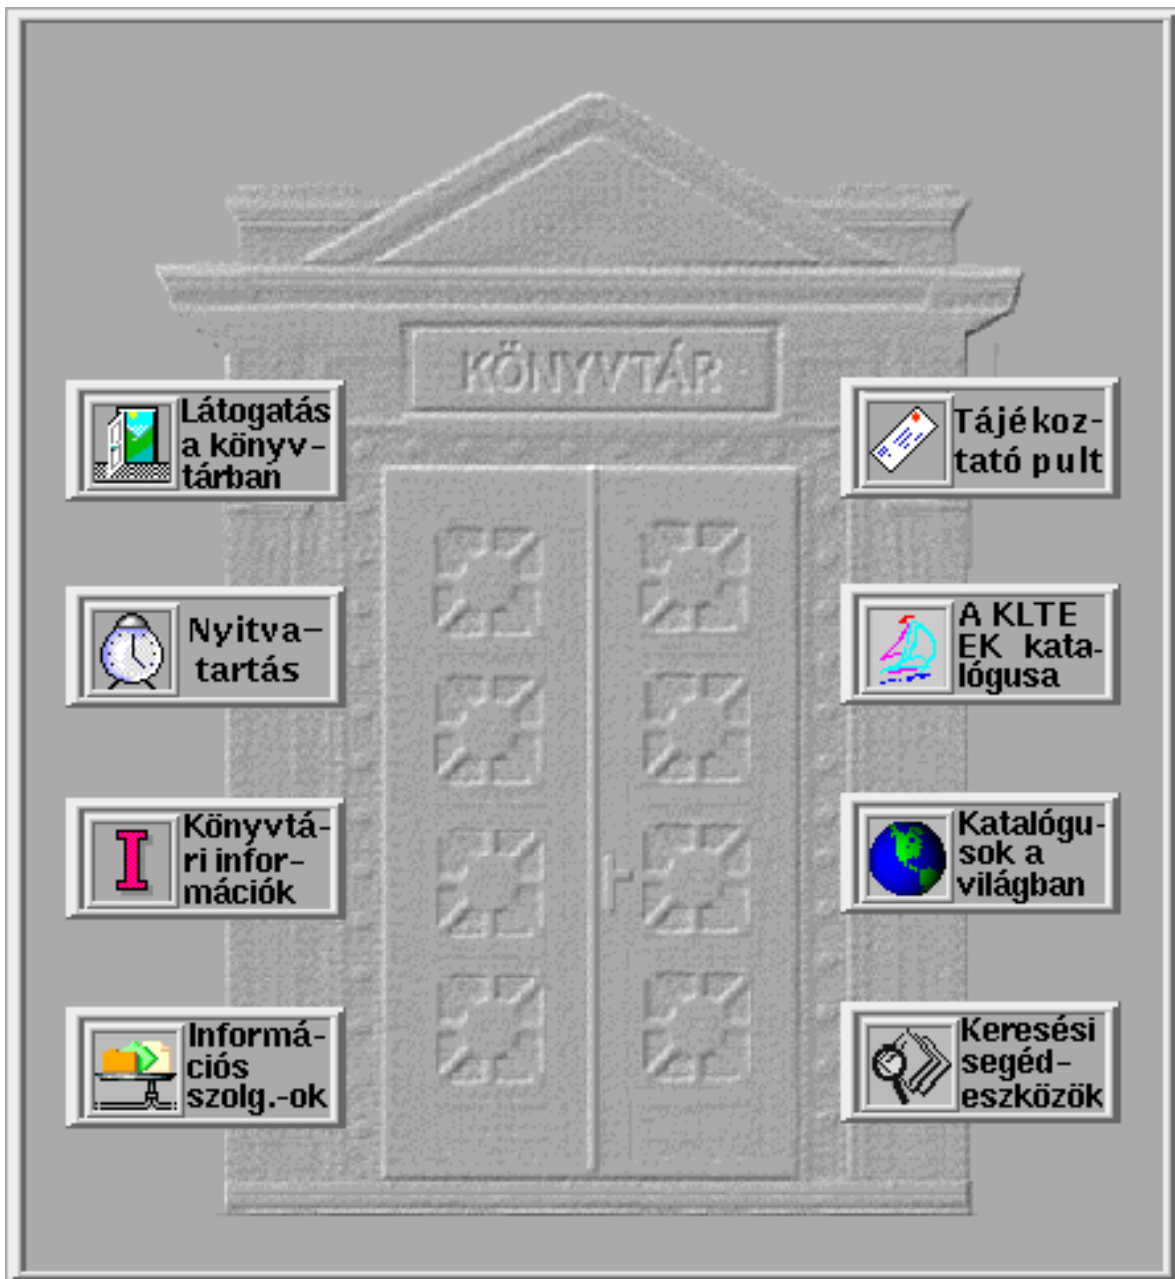 KÖNYVTÁR
Látogatás
a könyv-
tárban
Nyitva-
tartás
Könyvtá-
ri infor-
mációk
Informá-
ciós
szolg.-ok
Tájékoz-
tató pult
A KLTE
EK kata-
lógusa
Katalógu-
sok a
világban
Keresési
segéd-
eszközök